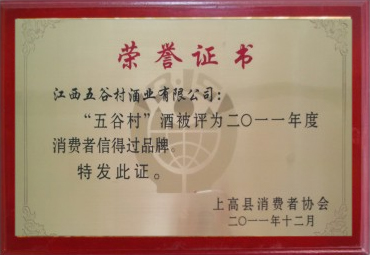 荣誉证书
江西五谷村酒业有限公司：
“五谷村”酒被评为二〇一一年度
消费者信得过品牌。
特发此证。
上高县消费者协会
二〇一一年十二月